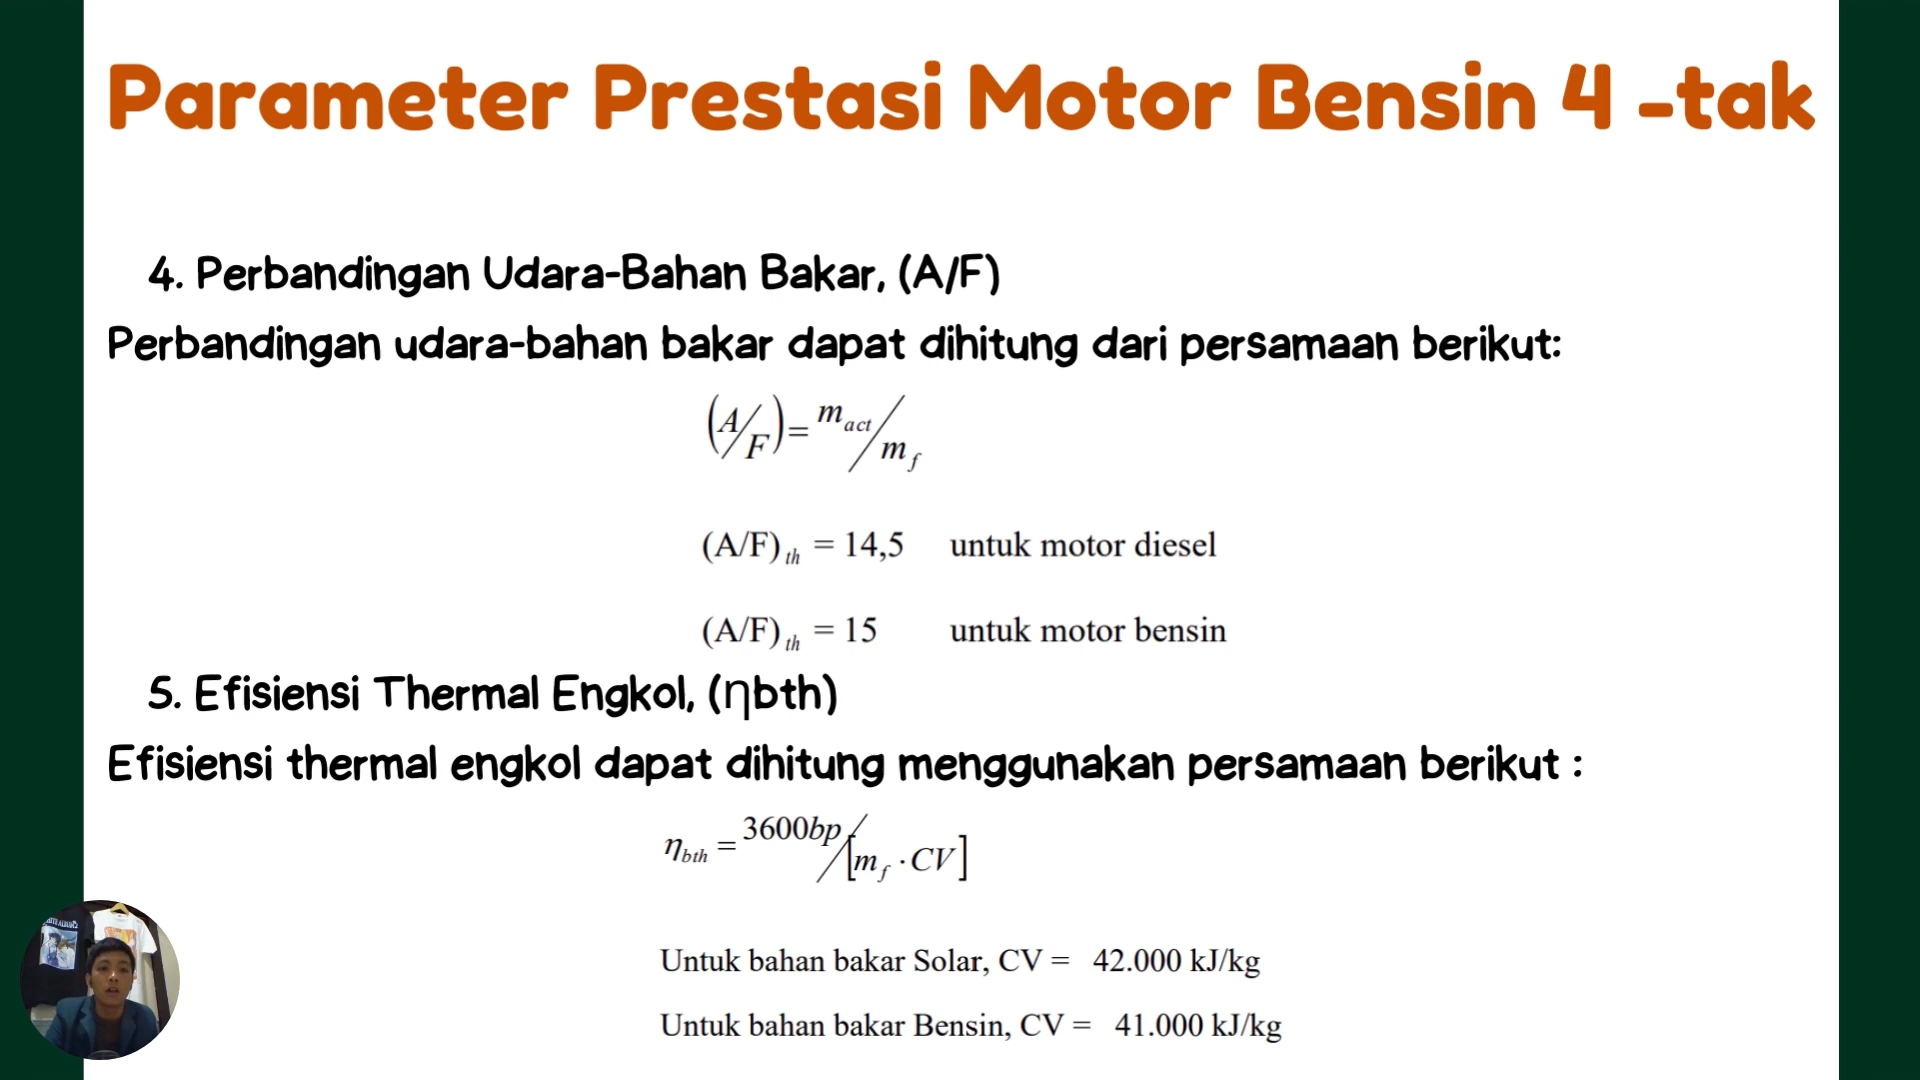 Parameter Prestasi Motor Bensin 4 -tak
4. Perbandingan Udara-Bahan Bakar, (A/F)
Perbandingan udara-bahan bakar dapat dihitung dari persamaan berikut:
(A/F) = m_act/m_f
(A/F)_th = 14,5 untuk motor diesel
(A/F)_th = 15 untuk motor bensin
5. Efisiensi Thermal Engkol, (ηbth)
Efisiensi thermal engkol dapat dihitung menggunakan persamaan berikut :
η_bth = 3600bp/[m_f · CV]
Untuk bahan bakar Solar, CV = 42.000 kJ/kg
Untuk bahan bakar Bensin, CV = 41.000 kJ/kg